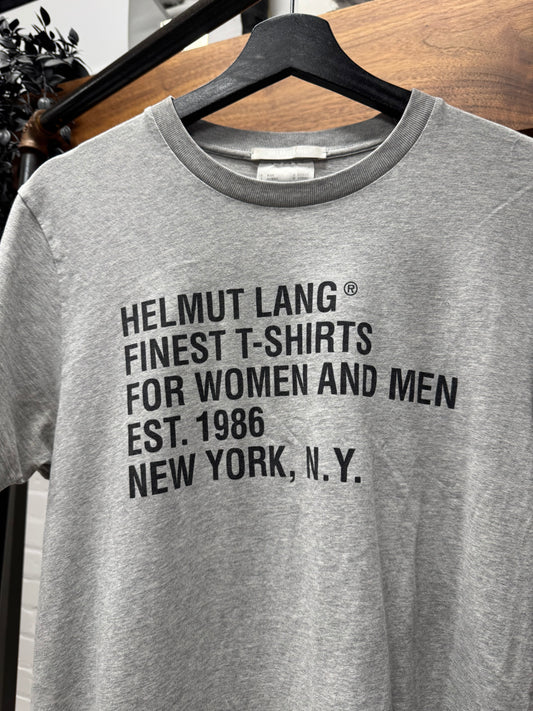 HELMUT LANG ®
FINEST T-SHIRTS
FOR WOMEN AND MEN
EST. 1986
NEW YORK, N.Y.